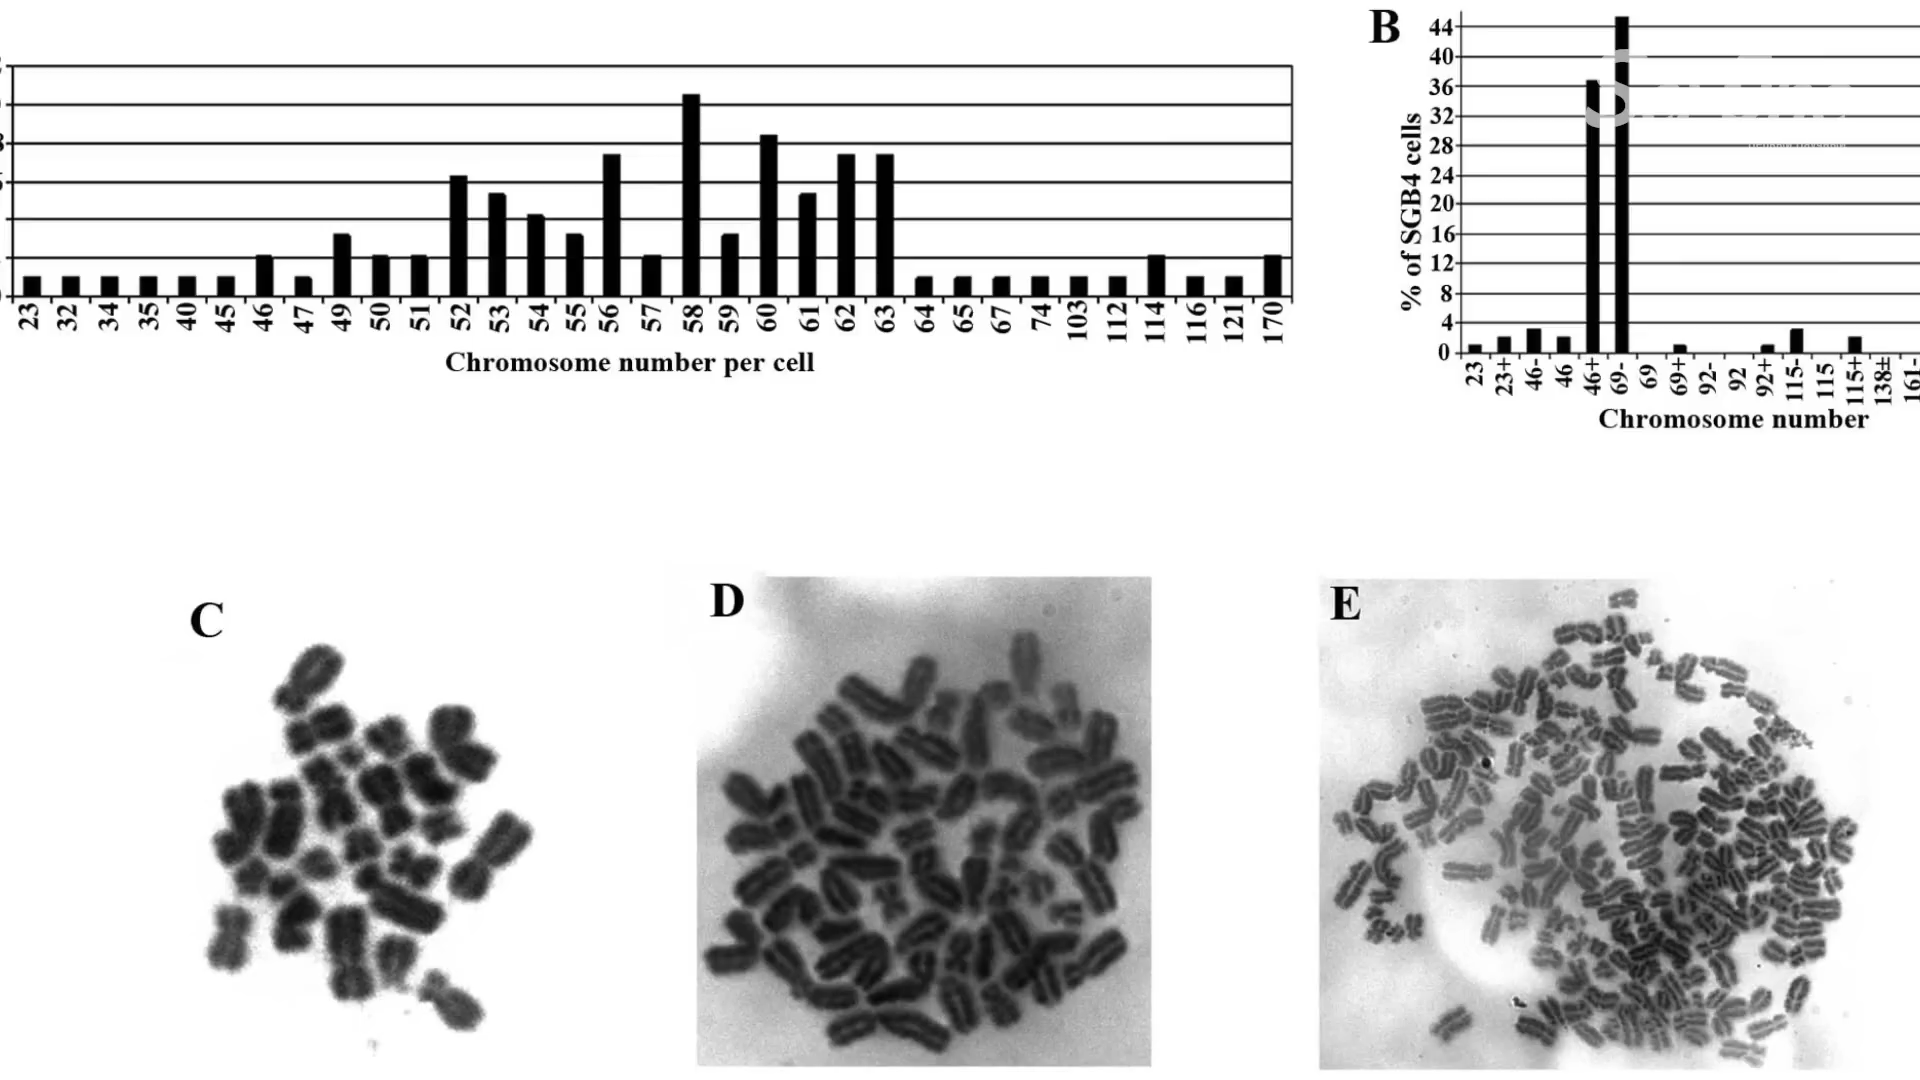 B
44
40
36
32
28
24
20
16
12
8
4
0
% of SGB4 cells
23 32 34 35 40 45 46 47 49 50 51 52 53 54 55 56 57 58 59 60 61 62 63 64 65 67 74 103 112 114 116 121 170
Chromosome number per cell
23 23+ 46- 46 46+ 69- 69 69+ 92- 92 92+ 115- 115 115+ 138± 161-
Chromosome number
C
D
E